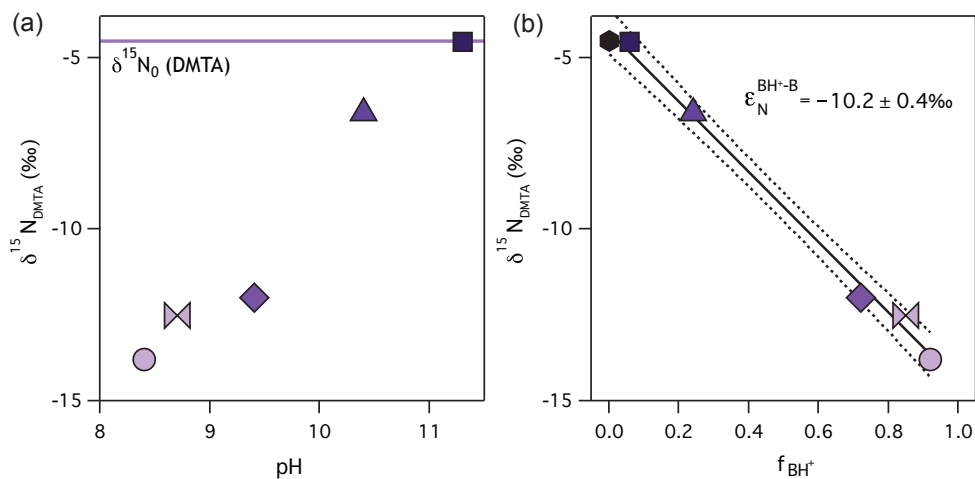 (a)
δ¹⁵N₀ (DMTA)
δ¹⁵N_DMTA (‰)
-5
-10
-15
8 9 10 11
pH
(b)
ε_N^BH⁺-B = −10.2 ± 0.4‰
δ¹⁵N_DMTA (‰)
-5
-10
-15
0.0 0.2 0.4 0.6 0.8 1.0
f_BH⁺